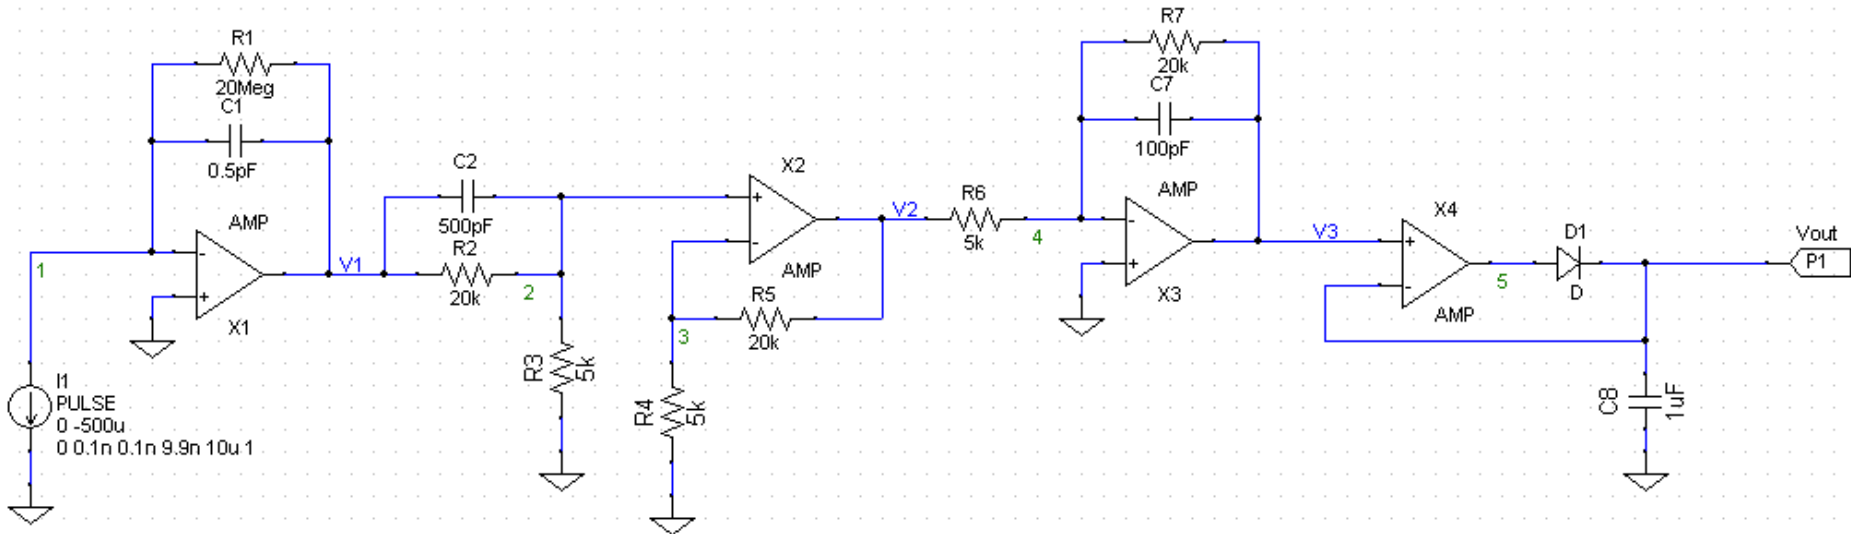 R1
20Meg
C1
0.5pF
AMP
X1
1
V1
I1
PULSE
0 -500u
0 0.1n 0.1n 9.9n 10u 1
C2
500pF
R2
20k
2
R3
5k
X2
AMP
V2
R5
20k
3
R4
5k
R6
5k
4
R7
20k
C7
100pF
AMP
X3
V3
X4
AMP
5
D1
D
Vout
P1
C8
1uF
+
-
+
-
-
+
+
-